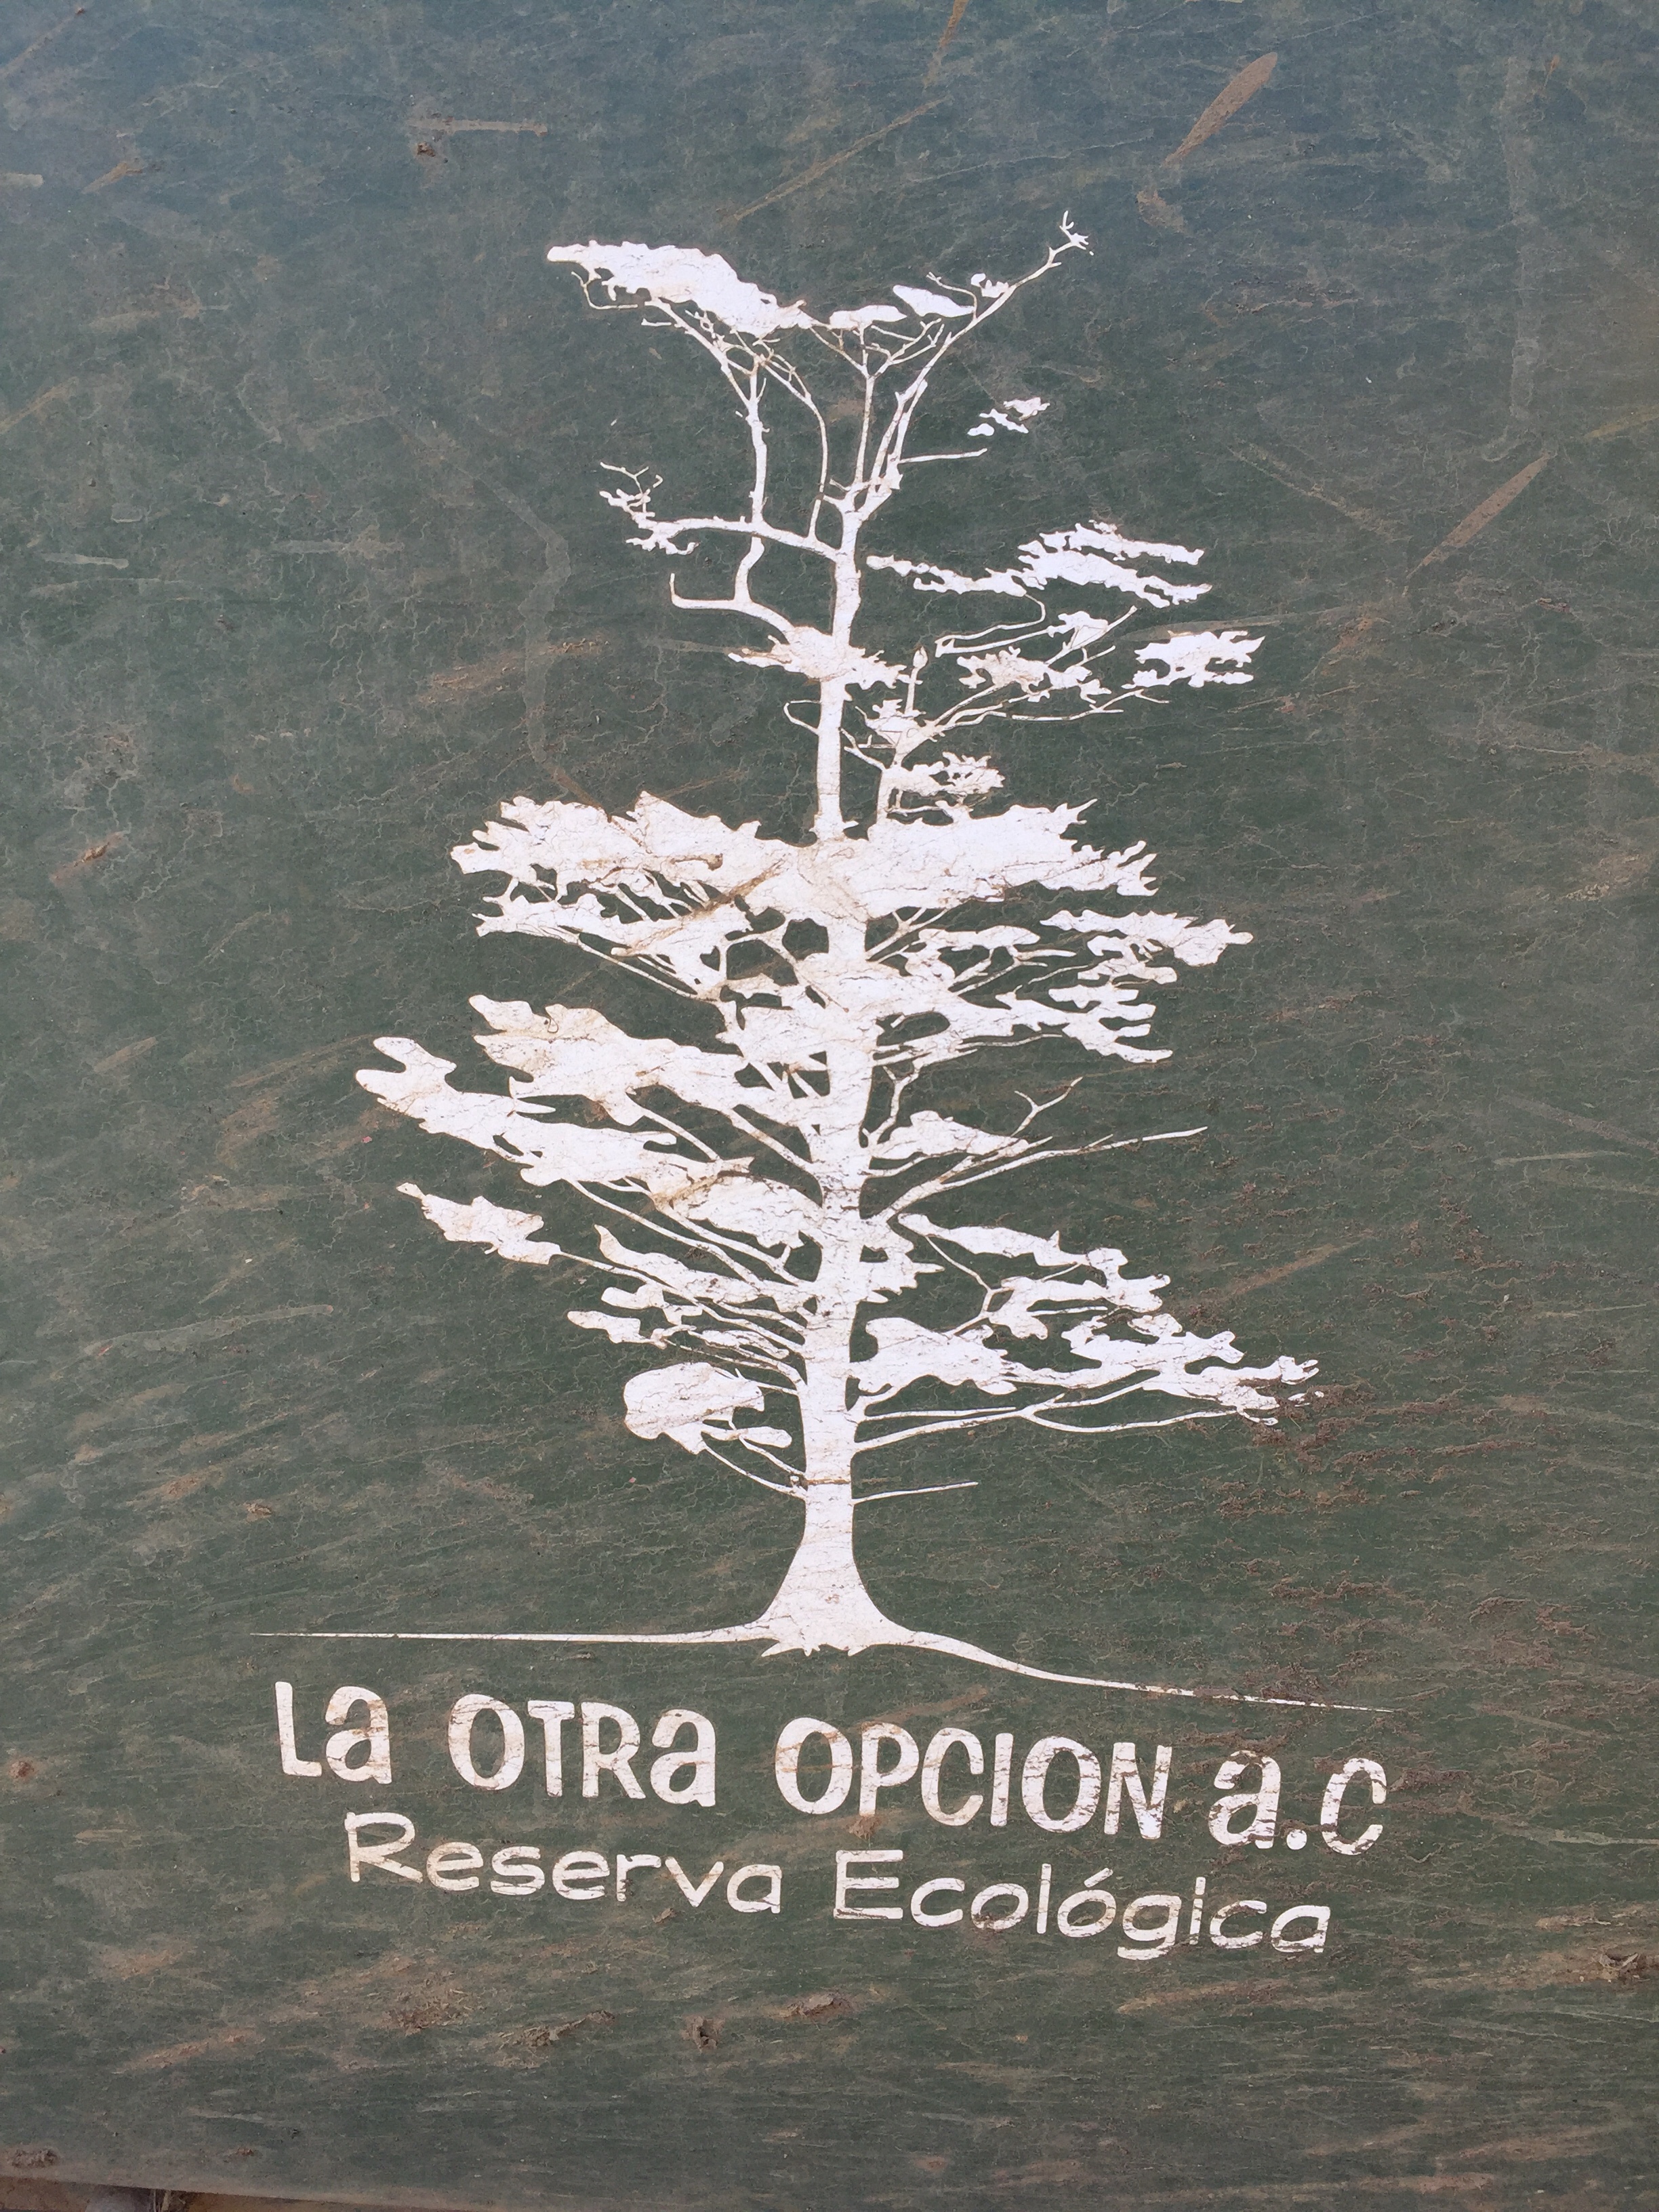 La OTRa OPCION a.C
Reserva Ecológica